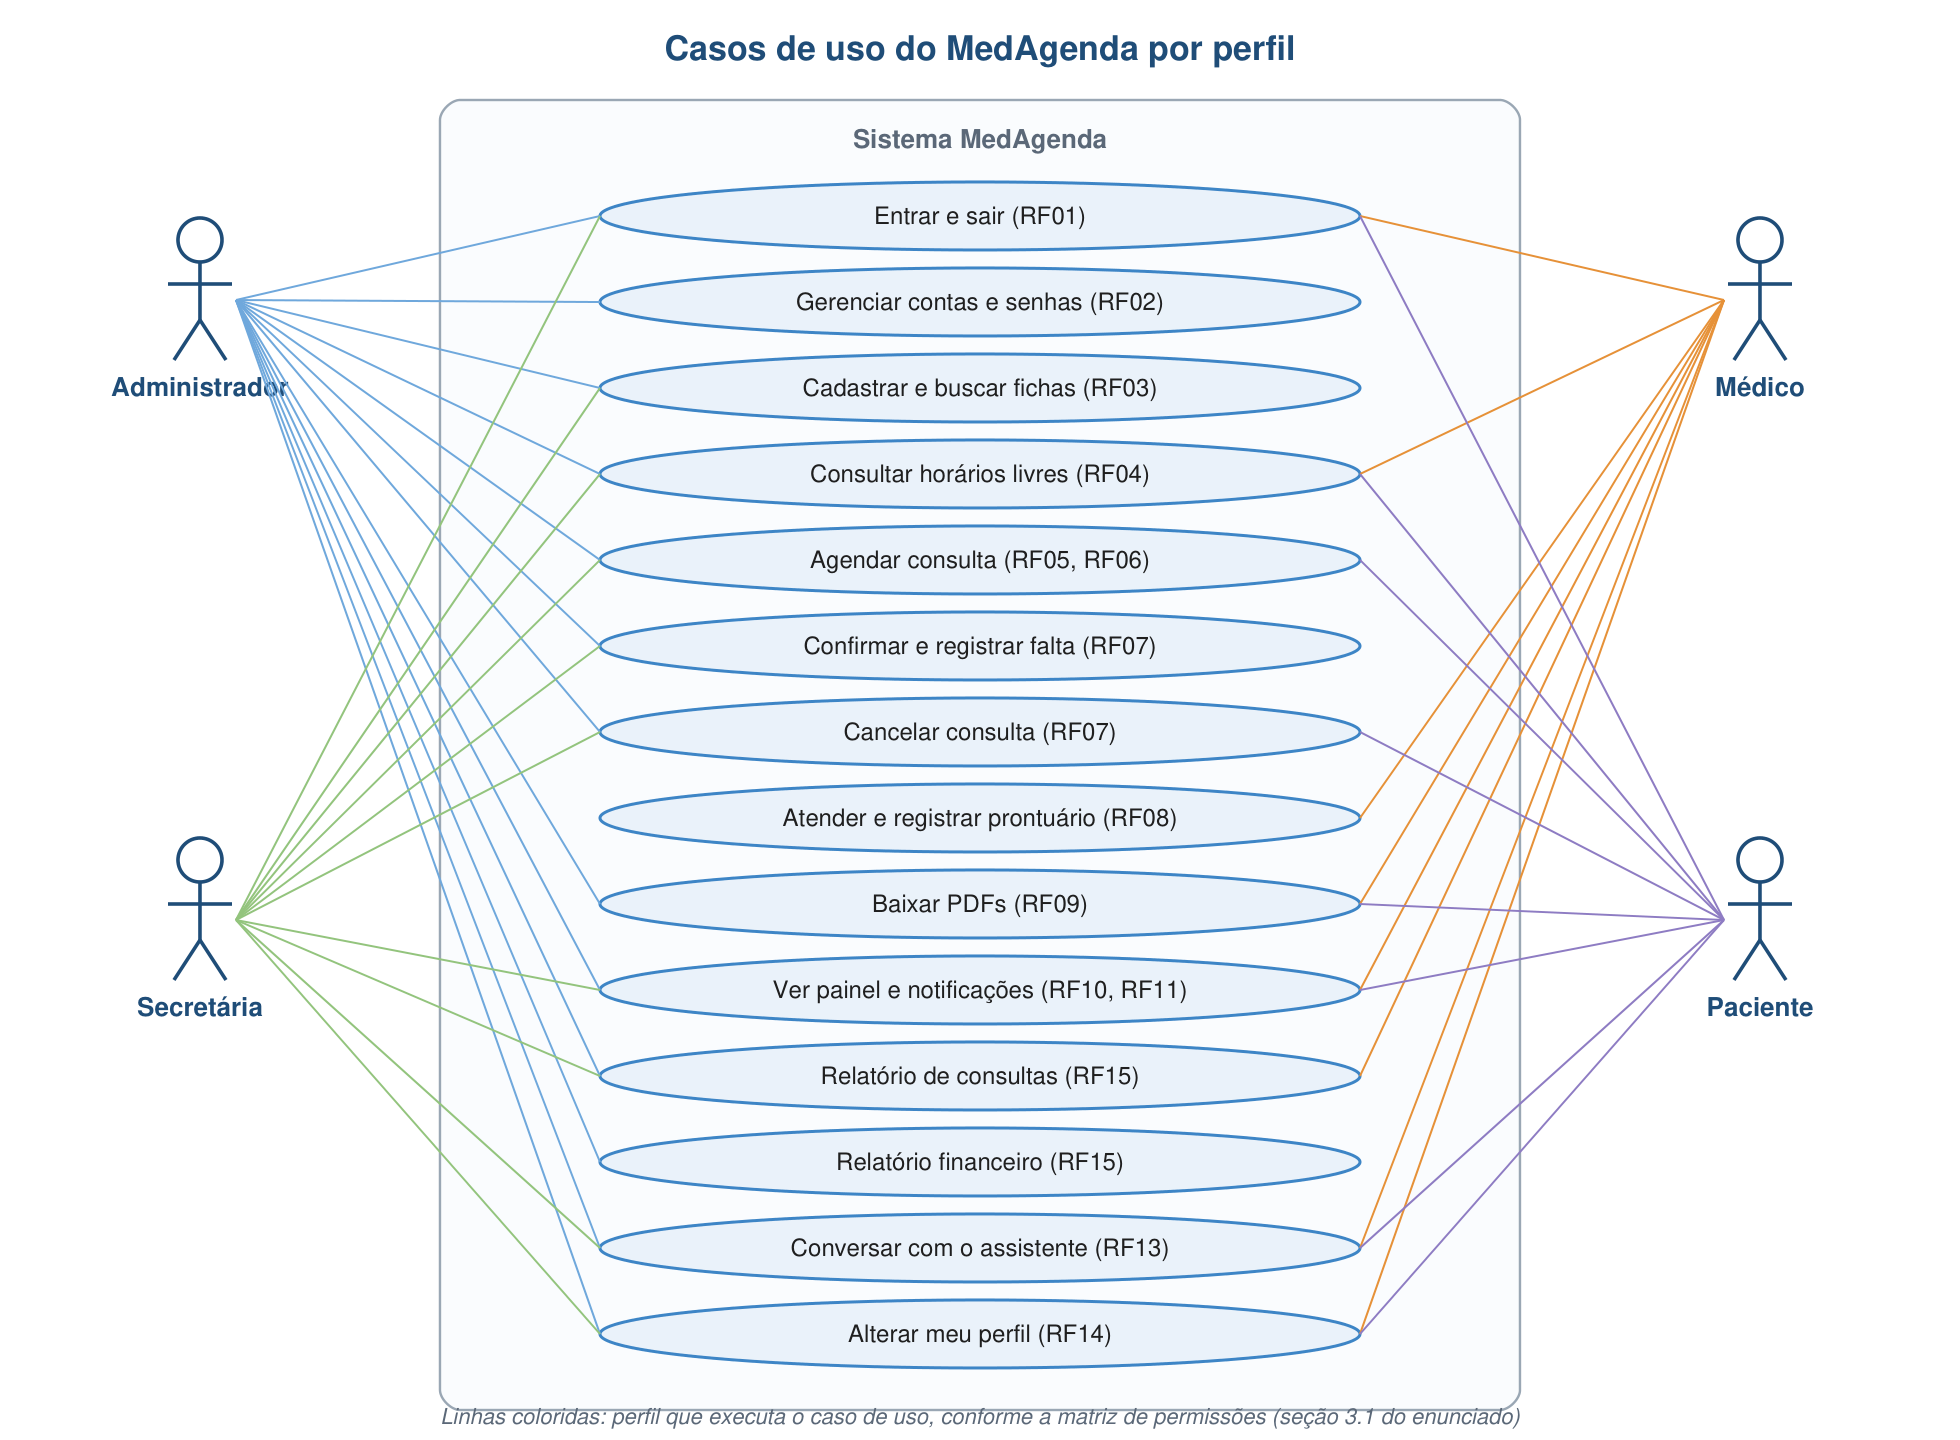 Casos de uso do MedAgenda por perfil
Sistema MedAgenda
Entrar e sair (RF01)
Gerenciar contas e senhas (RF02)
Cadastrar e buscar fichas (RF03)
Administrador
Médico
Consultar horários livres (RF04)
Agendar consulta (RF05, RF06)
Confirmar e registrar falta (RF07)
Cancelar consulta (RF07)
Atender e registrar prontuário (RF08)
Baixar PDFs (RF09)
Ver painel e notificações (RF10, RF11)
Secretária
Paciente
Relatório de consultas (RF15)
Relatório financeiro (RF15)
Conversar com o assistente (RF13)
Alterar meu perfil (RF14)
Linhas coloridas: perfil que executa o caso de uso, conforme a matriz de permissões (seção 3.1 do enunciado)